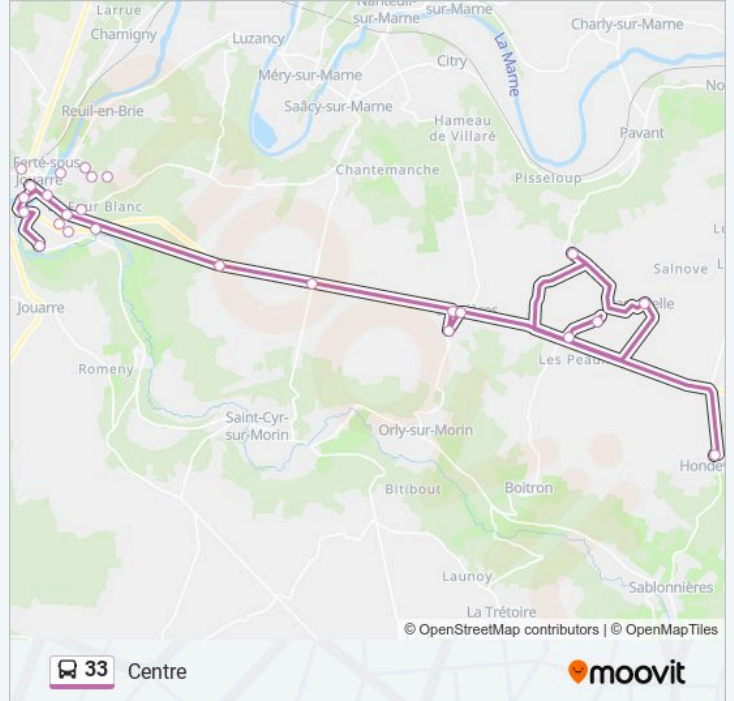 Nanteuil-
sur-Marne
sur-Marne
Larrue
Chamigny
Charly-sur-Marne
Luzancy
La Marne
Citry
Méry-sur-Marne
Saâcy-sur-Marne
Reuil-en-Brie
Hameau
de Villaré
Pavant
Ferté-sous-
Jouarre
Chantemanche
Pisseloup
Four Blanc
Salnove
Jouarre
Les Peau
Romeny
Saint-Cyr-
sur-Morin
Orly-sur-Morin
Honde
Bitibout
Boitron
Launoy
Sablonnières
La Trétoire
© OpenStreetMap contributors | © OpenMapTiles
33 Centre
moovit